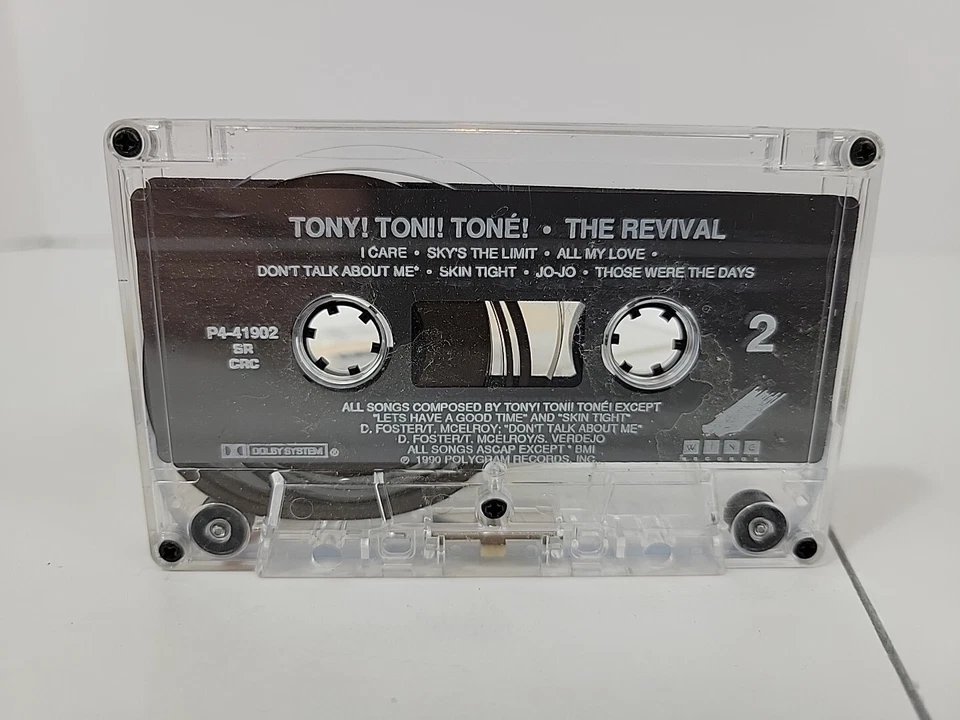 TONY! TONI! TONÉ! • THE REVIVAL
I CARE • SKY'S THE LIMIT • ALL MY LOVE •
DON'T TALK ABOUT ME* • SKIN TIGHT • JO-JO • THOSE WERE THE DAYS
P4-41902
SR
CRC
2
ALL SONGS COMPOSED BY TONY! TONI! TONÉ! EXCEPT
"LETS HAVE A GOOD TIME" AND "SKIN TIGHT"
D. FOSTER/T. MCELROY; "DON'T TALK ABOUT ME"
D. FOSTER/T. MCELROY/S. VERDEJO
ALL SONGS ASCAP EXCEPT * BMI
℗ 1990 POLYGRAM RECORDS, INC.
DOLBY SYSTEM ®
WING
RECORDS